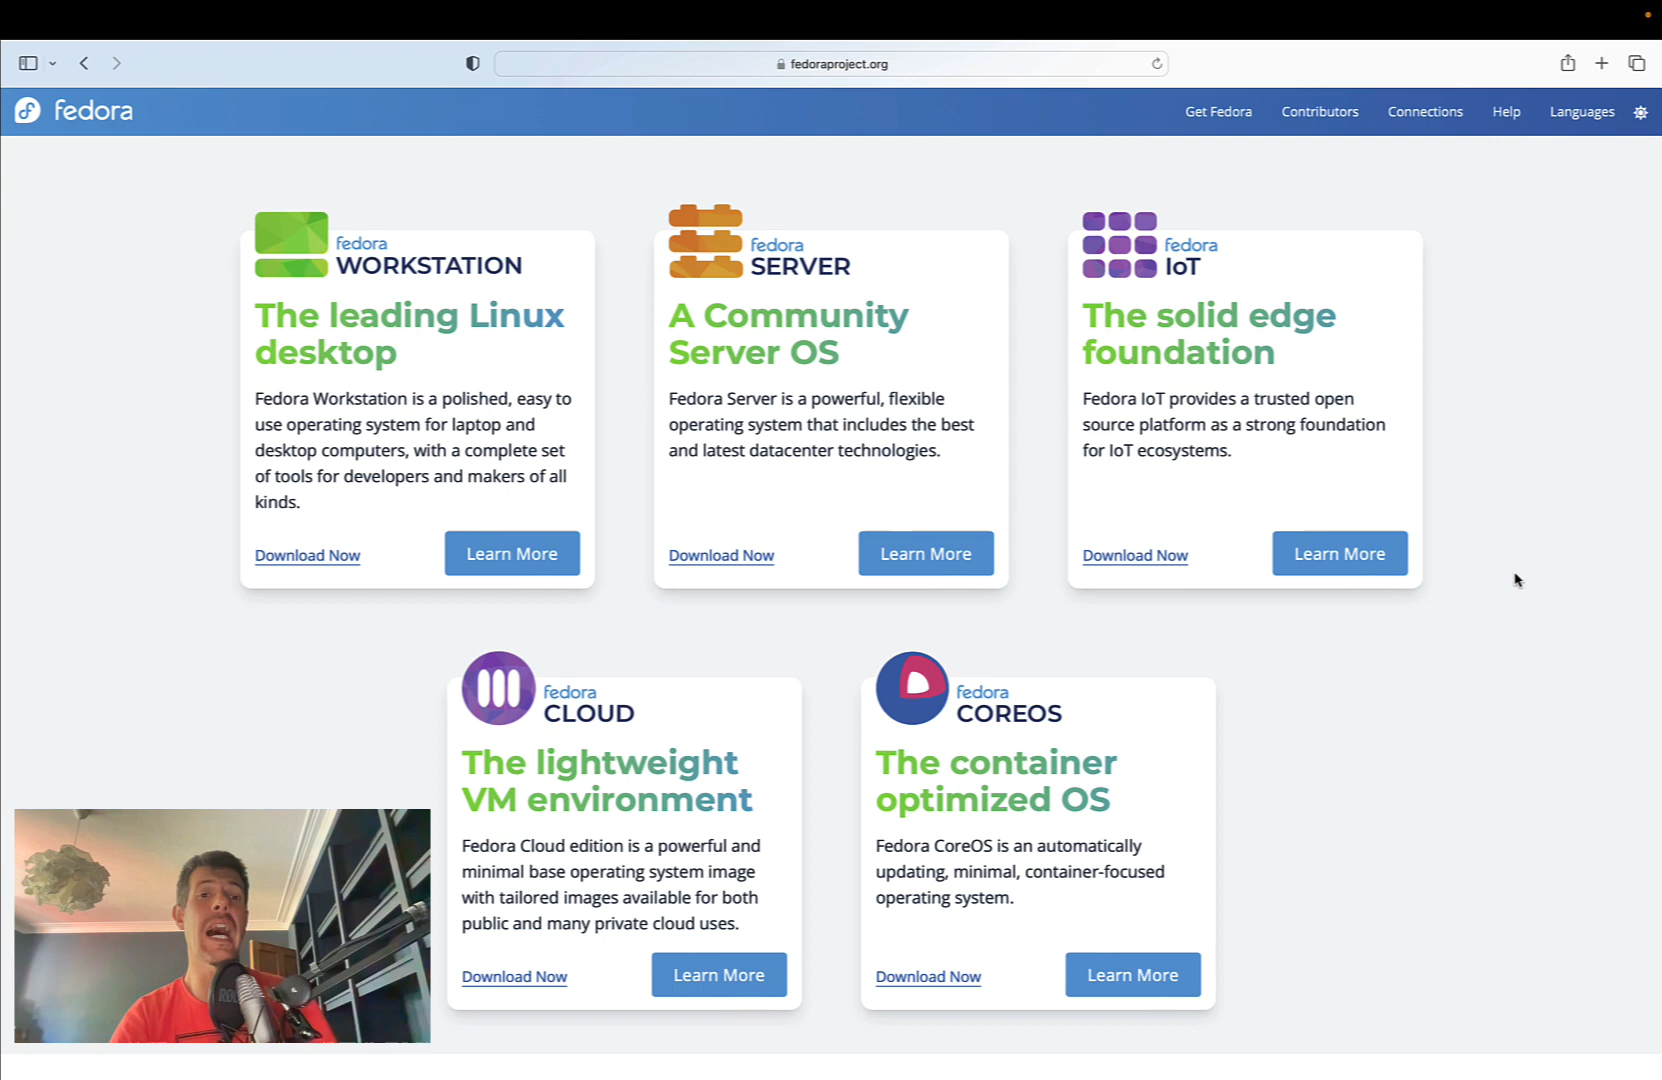 fedoraproject.org
fedora
Get Fedora
Contributors
Connections
Help
Languages
fedora
WORKSTATION
The leading Linux
desktop
Fedora Workstation is a polished, easy to
use operating system for laptop and
desktop computers, with a complete set
of tools for developers and makers of all
kinds.
Download Now
Learn More
fedora
SERVER
A Community
Server OS
Fedora Server is a powerful, flexible
operating system that includes the best
and latest datacenter technologies.
Download Now
Learn More
fedora
IoT
The solid edge
foundation
Fedora IoT provides a trusted open
source platform as a strong foundation
for IoT ecosystems.
Download Now
Learn More
fedora
CLOUD
The lightweight
VM environment
Fedora Cloud edition is a powerful and
minimal base operating system image
with tailored images available for both
public and many private cloud uses.
Download Now
Learn More
fedora
COREOS
The container
optimized OS
Fedora CoreOS is an automatically
updating, minimal, container-focused
operating system.
Download Now
Learn More